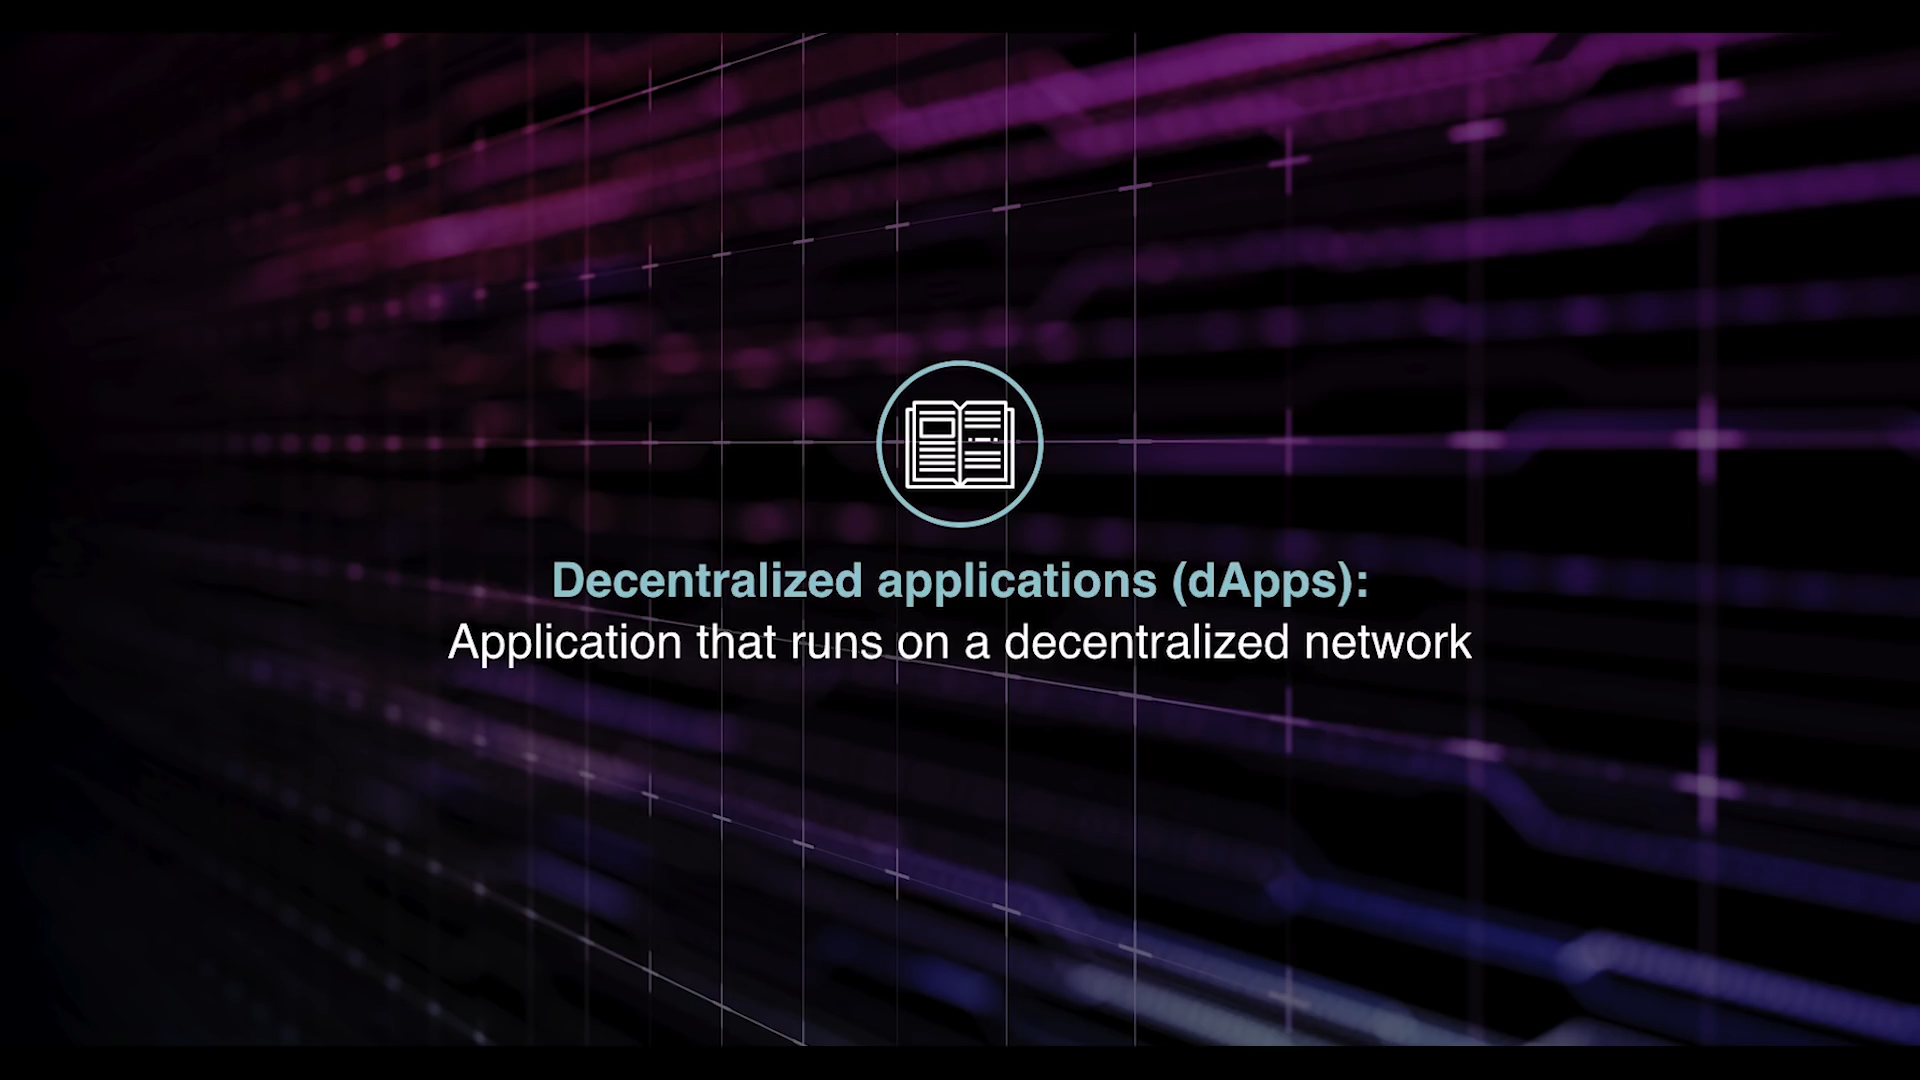 Decentralized applications (dApps):
Application that runs on a decentralized network